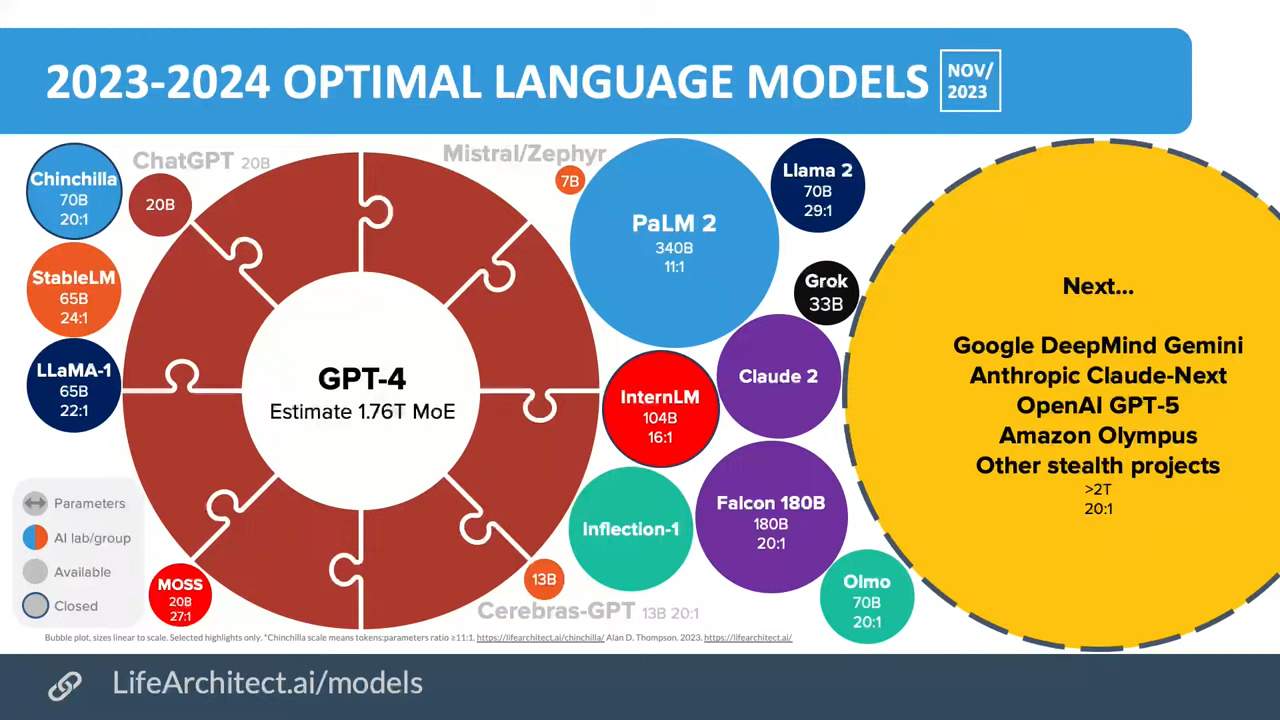 2023-2024 OPTIMAL LANGUAGE MODELS
NOV/
2023
Chinchilla
70B
20:1
ChatGPT 20B
20B
StableLM
65B
24:1
LLaMA-1
65B
22:1
GPT-4
Estimate 1.76T MoE
Mistral/Zephyr
7B
PaLM 2
340B
11:1
Llama 2
70B
29:1
Grok
33B
Claude 2
InternLM
104B
16:1
Inflection-1
Falcon 180B
180B
20:1
Olmo
70B
20:1
MOSS
20B
27:1
13B
Cerebras-GPT 13B 20:1
Next...
Google DeepMind Gemini
Anthropic Claude-Next
OpenAI GPT-5
Amazon Olympus
Other stealth projects
>2T
20:1
Parameters
AI lab/group
Available
Closed
Bubble plot, sizes linear to scale. Selected highlights only. *Chinchilla scale means tokens:parameters ratio ≥11:1. https://lifearchitect.ai/chinchilla/ Alan D. Thompson. 2023. https://lifearchitect.ai/
LifeArchitect.ai/models